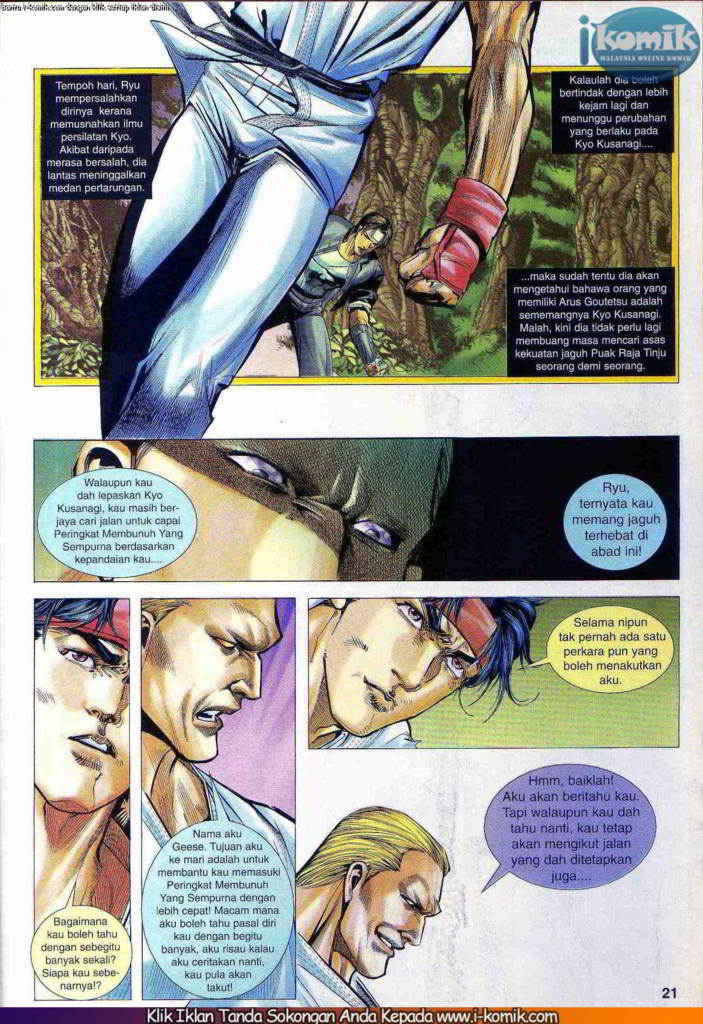 ikomik
MALAYSIA ONLINE KOMIK
Tempoh hari, Ryu
mempersalahkan
dirinya kerana
memusnahkan ilmu
persilatan Kyo.
Akibat daripada
merasa bersalah, dia
lantas meninggalkan
medan pertarungan.
Kalaulah dia boleh
bertindak dengan lebih
kejam lagi dan
menunggu perubahan
yang berlaku pada
Kyo Kusanagi....
...maka sudah tentu dia akan
mengetahui bahawa orang yang
memiliki Arus Goutetsu adalah
sememangnya Kyo Kusanagi.
Malah, kini dia tidak perlu lagi
membuang masa mencari asas
kekuatan jaguh Puak Raja Tinju
seorang demi seorang.
Walaupun kau
dah lepaskan Kyo
Kusanagi, kau masih ber-
jaya cari jalan untuk capai
Peringkat Membunuh Yang
Sempurna berdasarkan
kepandaian kau....
Ryu,
ternyata kau
memang jaguh
terhebat di
abad ini!
Bagaimana
kau boleh tahu
dengan sebegitu
banyak sekali?
Siapa kau sebe-
narnya!?
Nama aku
Geese. Tujuan aku
ke mari adalah untuk
membantu kau memasuki
Peringkat Membunuh
Yang Sempurna dengan
lebih cepat! Macam mana
aku boleh tahu pasal diri
kau dengan begitu
banyak, aku risau kalau
aku ceritakan nanti,
kau pula akan
takut!
Selama nipun
tak pernah ada satu
perkara pun yang
boleh menakutkan
aku.
Hmm, baiklah!
Aku akan beritahu kau.
Tapi walaupun kau dah
tahu nanti, kau tetap
akan mengikut jalan
yang dah ditetapkan
juga....
21
Klik Iklan Tanda Sokongan Anda Kepada www.i-komik.com